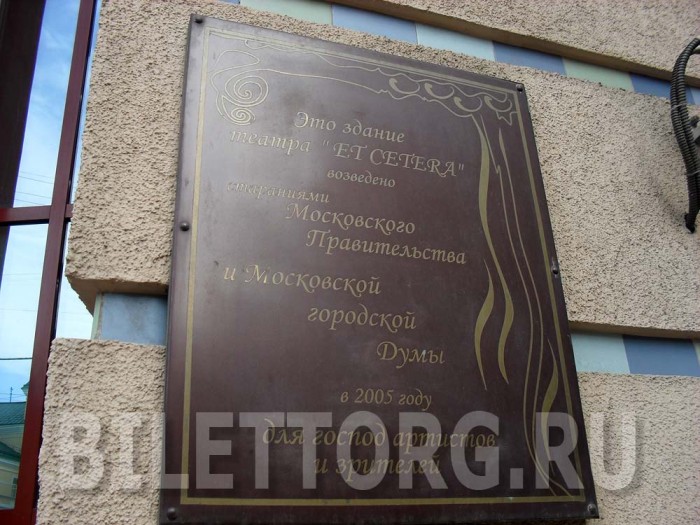 Это здание
театра "ET CETERA"
возведено
стараниями
Московского
Правительства
и Московской
городской
Думы
в 2005 году
для господ артистов
и зрителей
BILETTORG.RU